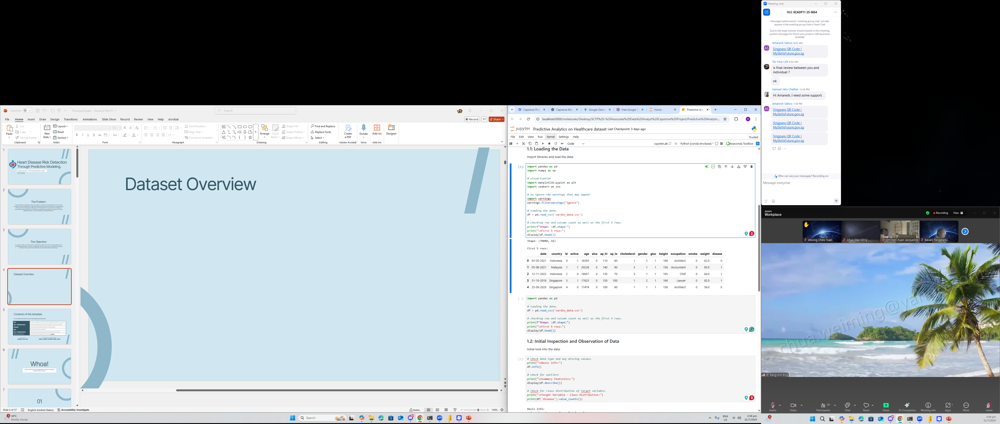 AutoSave Off Powerpoint.pptx • Saved to this PC
Search
File Home Insert Draw Design Transitions Animations Slide Show Record Review View Help Acrobat
Record Share
Paste Cut Copy Format Painter
Clipboard
New Slide Layout Reset Section
Slides
Font
Text Direction
Align Text
Convert to SmartArt
Paragraph
Arrange Quick Styles
Shape Fill
Shape Outline
Shape Effects
Drawing
Find and Replace
Replace Fonts
Select
Editing
Create a PDF
Adobe Acrobat
Dictate
Voice
Add-ins
Add-ins
Designer
1
Heart Disease Risk Detection
Through Predictive Modeling.
2
The Problem:
3
The Objective:
4
Dataset Overview
5
Contents of this template
6
Whoa!
7
01
Dataset Overview
Slide 4 of 57 English (United States) Accessibility: Investigate
Notes 194%
Capstone Proj Capstone Me Google Gemin Free Google S Home Predictive An
localhost:8888/notebooks/Desktop/SCTP%20-%20Associate%20Data%20Analyst%20Capstone%20Project/Predictive%20Analytic...
jupyter Predictive Analytics on Healthcare dataset Last Checkpoint: 3 days ago
File Edit View Run Kernel Settings Help
Trusted
Code
JupyterLab Python [conda env:base] * Anaconda Toolbox
1.1: Loading the Data
Import libraries and load the data:
[1]:
import pandas as pd
import numpy as np
# visualization
import matplotlib.pyplot as plt
import seaborn as sns
# to ignore the warnings that may appear
import warnings
warnings.filterwarnings("ignore")
# loading the data.
df = pd.read_csv('cardio_data.csv')
# checking row and column count as well as the first 5 rows.
print(f"Shape: {df.shape}")
print("\nFirst 5 rows:")
display(df.head())
2
Shape: (70000, 16)
First 5 rows:
date country id active age alco ap_hi ap_lo cholesterol gender gluc height occupation smoke weight disease
0 03-05-2021 Indonesia 0 1 18393 0 110 80 1 2 1 168 Architect 0 62.0 0
1 05-08-2021 Malaysia 1 1 20228 0 140 90 3 1 1 156 Accountant 0 85.0 1
2 13-11-2022 Indonesia 2 0 18857 0 130 70 3 1 1 165 Chef 0 64.0 1
3 31-10-2018 Singapore 3 1 17623 0 150 100 1 2 1 169 Lawyer 0 82.0 1
4 25-09-2020 Singapore 4 0 17474 0 100 60 1 1 1 156 Architect 0 56.0 0
[ ]:
import pandas as pd
# loading the data.
df = pd.read_csv('cardio_data.csv')
# checking row and column count as well as the first 5 rows.
print(f"Shape: {df.shape}")
print("\nFirst 5 rows:")
display(df.head())
1.2: Initial Inspection and Observation of Data
Initial look into the data:
[2]:
# check data type and any missing values.
print("\nBasic Info:")
df.info()
# check for outliers
print("\nSummary Statistics:")
display(df.describe())
# check for class distribution of target variable.
print("\nTarget Variable - Class Distribution:")
print(df['disease'].value_counts())
3
Basic Info:
Meeting chat
VLC-SCADF11-25-0654
Messages addressed to "meeting group chat" will also
appear in the meeting group chat in Team Chat
Due to the large number of participants in this meeting,
system messages for those who joined or left have been
disabled
Amaresh Sahoo 9:02 AM
AS
Singpass QR Code |
MySkillsFuture.gov.sg
Ter-Hoe Loh 9:02 AM
is final review between you and
individual ?
ok
Samuel Velu Chettiar 12:26 PM
Hi Amaresh, I need some support.
Amaresh Sahoo 1:58 PM
AS
Singpass QR Code |
MySkillsFuture.gov.sg
Singpass QR Code |
MySkillsFuture.gov.sg
Singpass QR Code |
MySkillsFuture.gov.sg
Who can see your messages? Recording on
Message everyone
zoom
Workplace
Recording View
Woong Chew Yuan
Chua Wee Ming
Lim Wen Xuan Jacqueline
Bavani Tangavellu
chua.weiming@ya
Pang Kim Eng
Audio Video Participants 20 Chat React Share AI Companion Meeting info Apps 1 More Leave
5 30°C
Mostly cloudy
Search
ENG
US
2:59 pm
21/7/2025
5
2:59 pm
21/7/2025